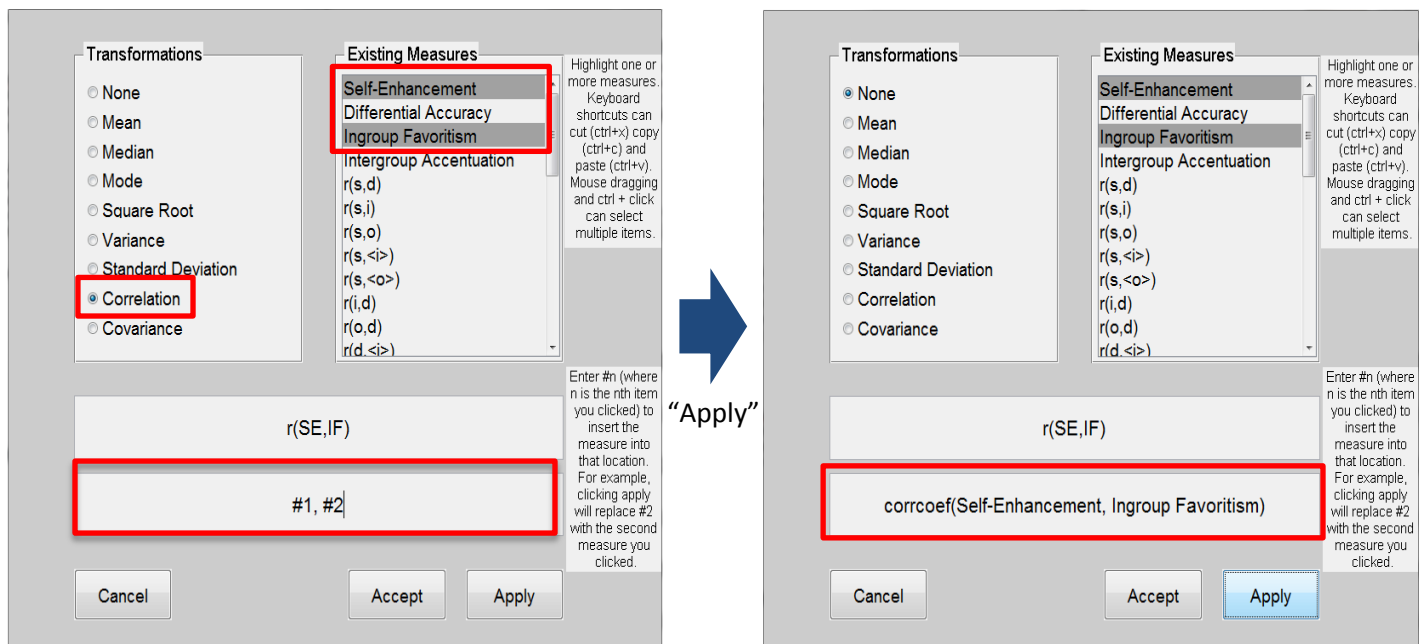 Transformations
None
Mean
Median
Mode
Square Root
Variance
Standard Deviation
Correlation
Covariance
Existing Measures
Self-Enhancement
Differential Accuracy
Ingroup Favoritism
Intergroup Accentuation
r(s,d)
r(s,i)
r(s,o)
r(s,<i>)
r(s,<o>)
r(i,d)
r(o,d)
r(d,<i>)
Highlight one or
more measures.
Keyboard
shortcuts can
cut (ctrl+x) copy
(ctrl+c) and
paste (ctrl+v).
Mouse dragging
and ctrl + click
can select
multiple items.
r(SE,IF)
#1, #2
Enter #n (where
n is the nth item
you clicked) to
insert the
measure into
that location.
For example,
clicking apply
will replace #2
with the second
measure you
clicked.
Cancel
Accept
Apply
“Apply”
Transformations
None
Mean
Median
Mode
Square Root
Variance
Standard Deviation
Correlation
Covariance
Existing Measures
Self-Enhancement
Differential Accuracy
Ingroup Favoritism
Intergroup Accentuation
r(s,d)
r(s,i)
r(s,o)
r(s,<i>)
r(s,<o>)
r(i,d)
r(o,d)
r(d,<i>)
Highlight one or
more measures.
Keyboard
shortcuts can
cut (ctrl+x) copy
(ctrl+c) and
paste (ctrl+v).
Mouse dragging
and ctrl + click
can select
multiple items.
r(SE,IF)
corrcoef(Self-Enhancement, Ingroup Favoritism)
Enter #n (where
n is the nth item
you clicked) to
insert the
measure into
that location.
For example,
clicking apply
will replace #2
with the second
measure you
clicked.
Cancel
Accept
Apply